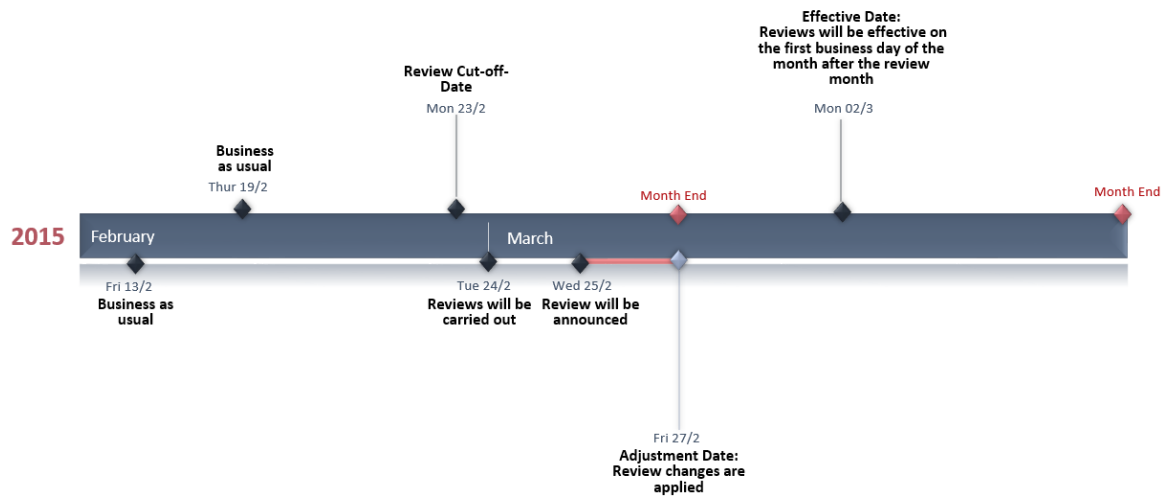 Effective Date:
Reviews will be effective on
the first business day of the
month after the review
month
Mon 02/3
Review Cut-off-
Date
Mon 23/2
Business
as usual
Thur 19/2
Month End
Month End
2015
February
March
Fri 13/2
Business as
usual
Tue 24/2
Reviews will be
carried out
Wed 25/2
Review will be
announced
Fri 27/2
Adjustment Date:
Review changes are
applied